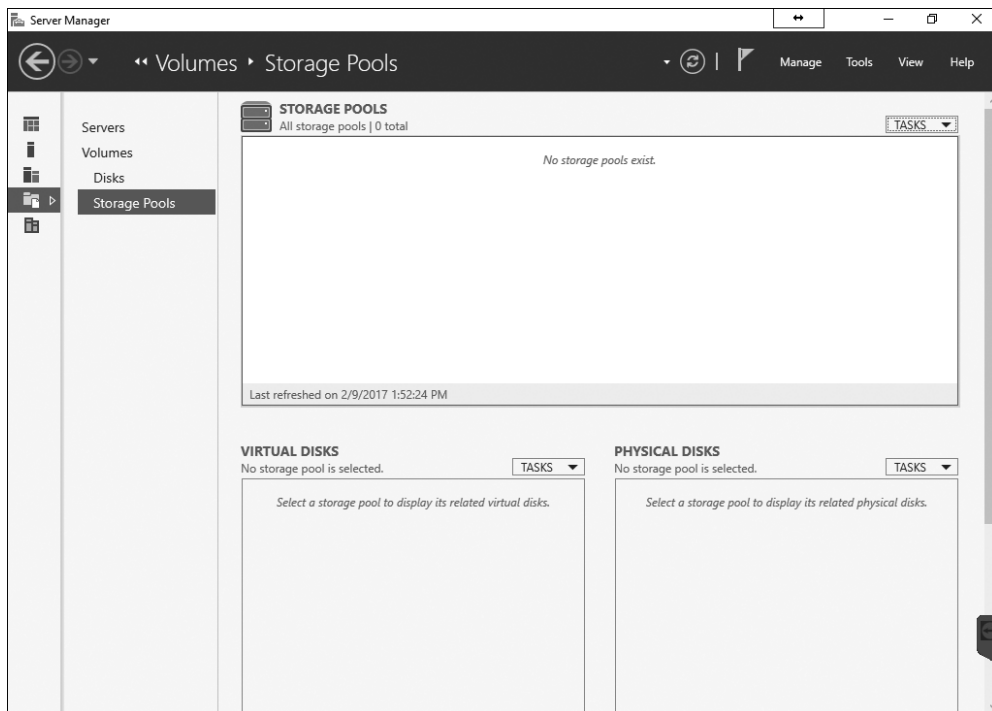 Server Manager
Volumes Storage Pools
Manage Tools View Help
Servers
Volumes
Disks
Storage Pools
STORAGE POOLS
All storage pools | 0 total
TASKS
No storage pools exist.
Last refreshed on 2/9/2017 1:52:24 PM
VIRTUAL DISKS
No storage pool is selected.
TASKS
Select a storage pool to display its related virtual disks.
PHYSICAL DISKS
No storage pool is selected.
TASKS
Select a storage pool to display its related physical disks.